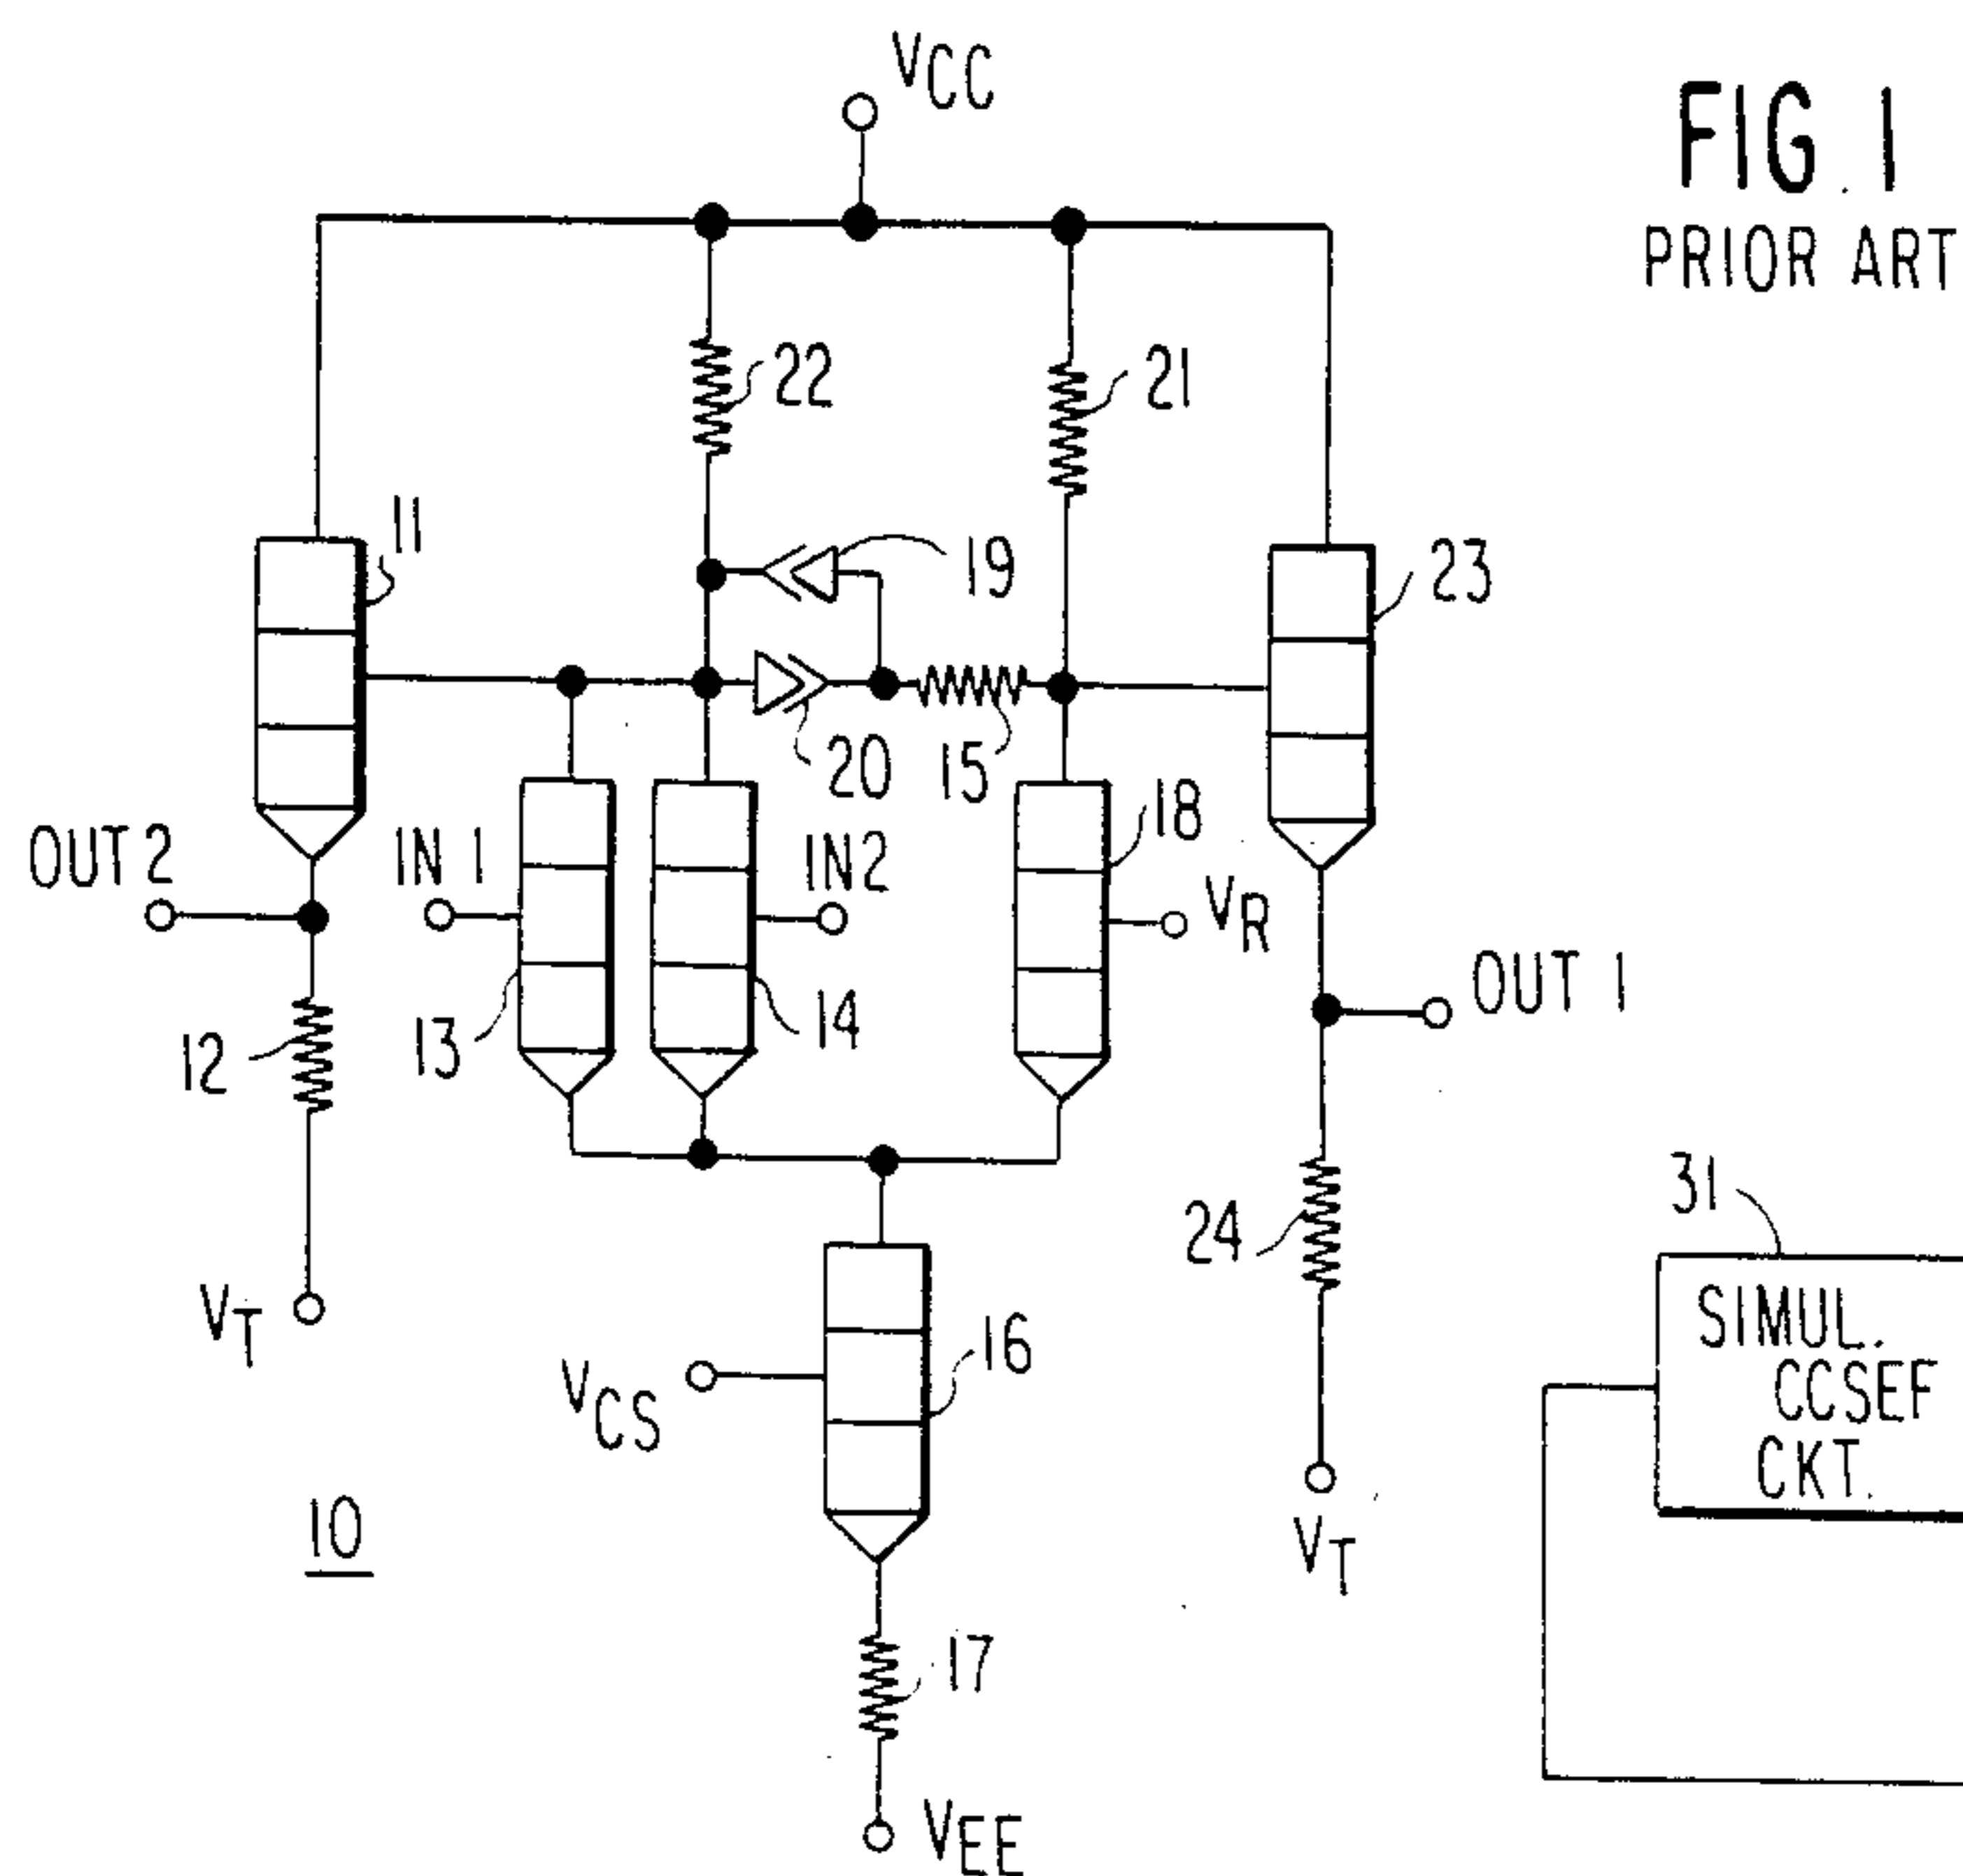 VCC
FIG. 1
PRIOR ART
22
21
11
19
23
20
15
18
OUT 2
IN 1
IN2
VR
OUT 1
12
13
14
31
24
SIMUL.
CCSEF
CKT.
VT
16
VCS
10
VT
17
VEE